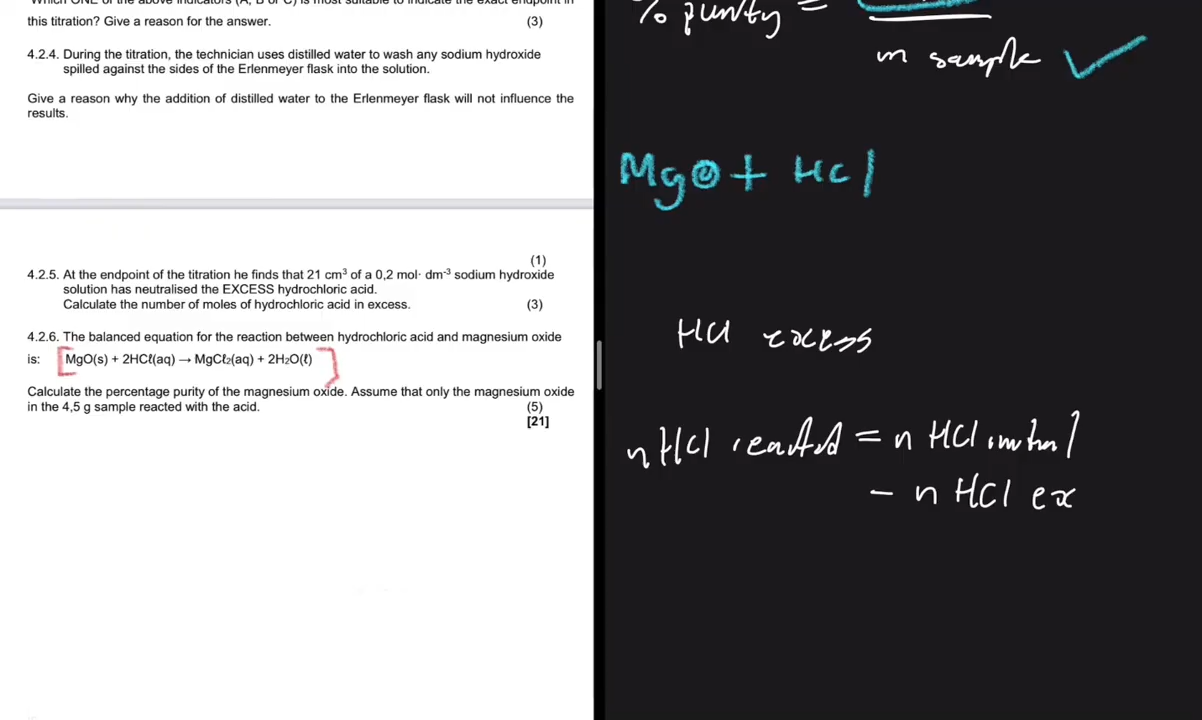 this titration? Give a reason for the answer. (3)
4.2.4. During the titration, the technician uses distilled water to wash any sodium hydroxide
spilled against the sides of the Erlenmeyer flask into the solution.
Give a reason why the addition of distilled water to the Erlenmeyer flask will not influence the
results.
(1)
4.2.5. At the endpoint of the titration he finds that 21 cm³ of a 0,2 mol· dm⁻³ sodium hydroxide
solution has neutralised the EXCESS hydrochloric acid.
Calculate the number of moles of hydrochloric acid in excess. (3)
4.2.6. The balanced equation for the reaction between hydrochloric acid and magnesium oxide
is: MgO(s) + 2HCℓ(aq) → MgCℓ₂(aq) + 2H₂O(ℓ)
Calculate the percentage purity of the magnesium oxide. Assume that only the magnesium oxide
in the 4,5 g sample reacted with the acid. (5)
[21]
% purity =
m sample ✓
MgO + HCl
HCl excess
n HCl = n HCl
- n HCl ex